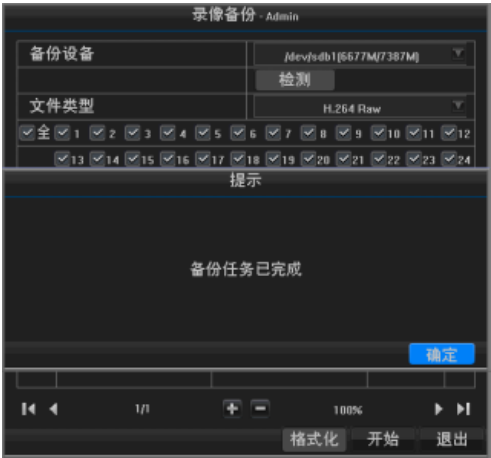 录像备份 - Admin
备份设备 /dev/sdb1(6677M/7387M)
检测
文件类型 H.264 Raw
全 1 2 3 4 5 6 7 8 9 10 11 12
13 14 15 16 17 18 19 20 21 22 23 24
提示
备份任务已完成
确定
1/1 100%
格式化 开始 退出